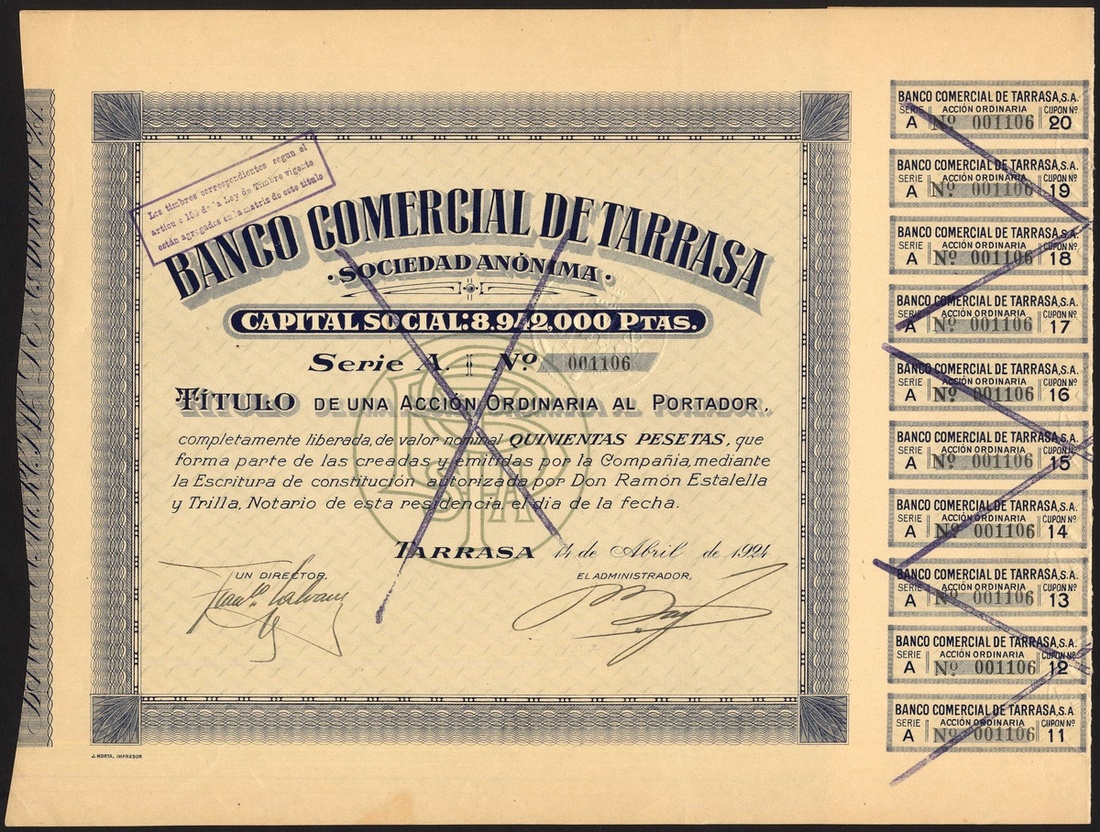 Los timbres correspondientes segun el
articulo 169 de la Ley de Timbre vigente
están agregados en la matriz de este título
BANCO COMERCIAL DE TARRASA
·SOCIEDAD ANÓNIMA·
CAPITAL SOCIAL: 8.942,000 PTAS.
Serie A. Nº 001106
TÍTULO DE UNA ACCIÓN ORDINARIA AL PORTADOR,
completamente liberada, de valor nominal QUINIENTAS PESETAS, que
forma parte de las creadas y emitidas por la Compañia, mediante
la Escritura de constitución autorizada por Don Ramón Estalella
y Trilla, Notario de esta residencia, el dia de la fecha.
TARRASA 14 de Abril de 1924
UN DIRECTOR,
EL ADMINISTRADOR,
J. HORTA, IMPRESOR
BANCO COMERCIAL DE TARRASA, S.A.
SERIE ACCIÓN ORDINARIA CUPON Nº
A Nº 001106 20
BANCO COMERCIAL DE TARRASA, S.A.
SERIE ACCIÓN ORDINARIA CUPON Nº
A Nº 001106 19
BANCO COMERCIAL DE TARRASA, S.A.
SERIE ACCIÓN ORDINARIA CUPON Nº
A Nº 001106 18
BANCO COMERCIAL DE TARRASA, S.A.
SERIE ACCIÓN ORDINARIA CUPON Nº
A Nº 001106 17
BANCO COMERCIAL DE TARRASA, S.A.
SERIE ACCIÓN ORDINARIA CUPON Nº
A Nº 001106 16
BANCO COMERCIAL DE TARRASA, S.A.
SERIE ACCIÓN ORDINARIA CUPON Nº
A Nº 001106 15
BANCO COMERCIAL DE TARRASA, S.A.
SERIE ACCIÓN ORDINARIA CUPON Nº
A Nº 001106 14
BANCO COMERCIAL DE TARRASA, S.A.
SERIE ACCIÓN ORDINARIA CUPON Nº
A Nº 001106 13
BANCO COMERCIAL DE TARRASA, S.A.
SERIE ACCIÓN ORDINARIA CUPON Nº
A Nº 001106 12
BANCO COMERCIAL DE TARRASA, S.A.
SERIE ACCIÓN ORDINARIA CUPON Nº
A Nº 001106 11